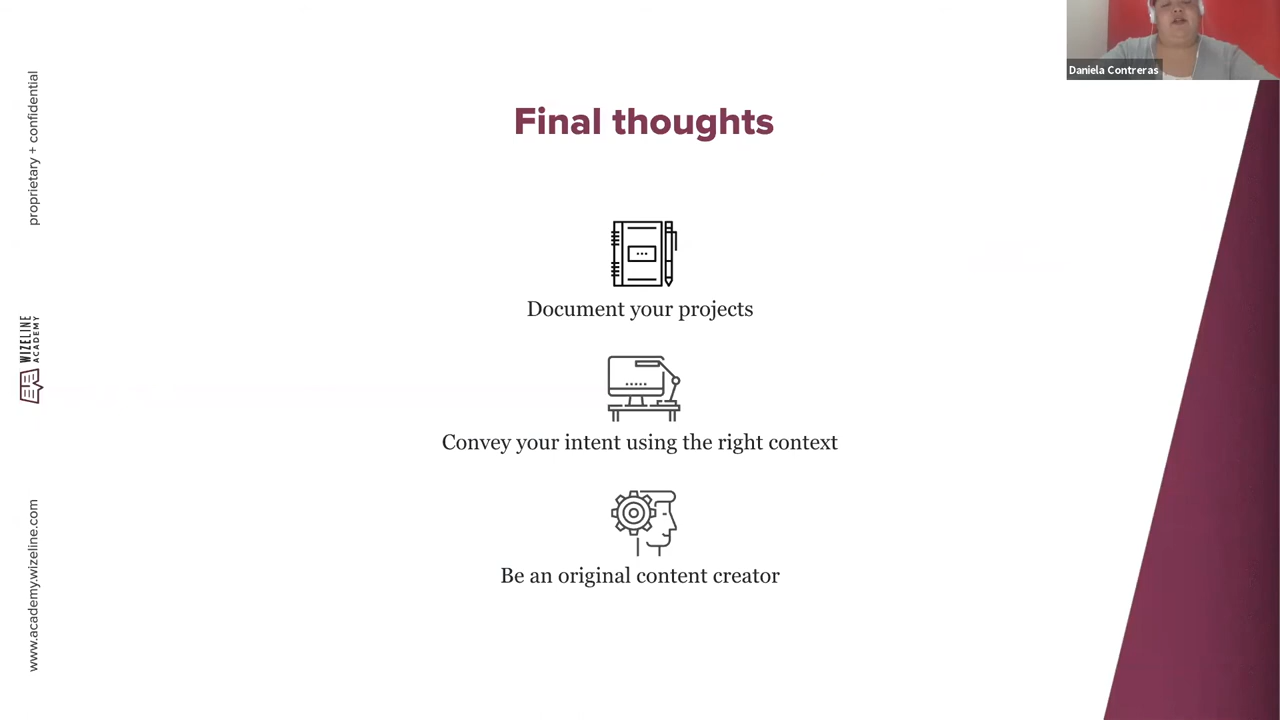 Daniela Contreras
proprietary + confidential
Final thoughts
Document your projects
WIZELINE
ACADEMY
Convey your intent using the right context
Be an original content creator
www.academy.wizeline.com